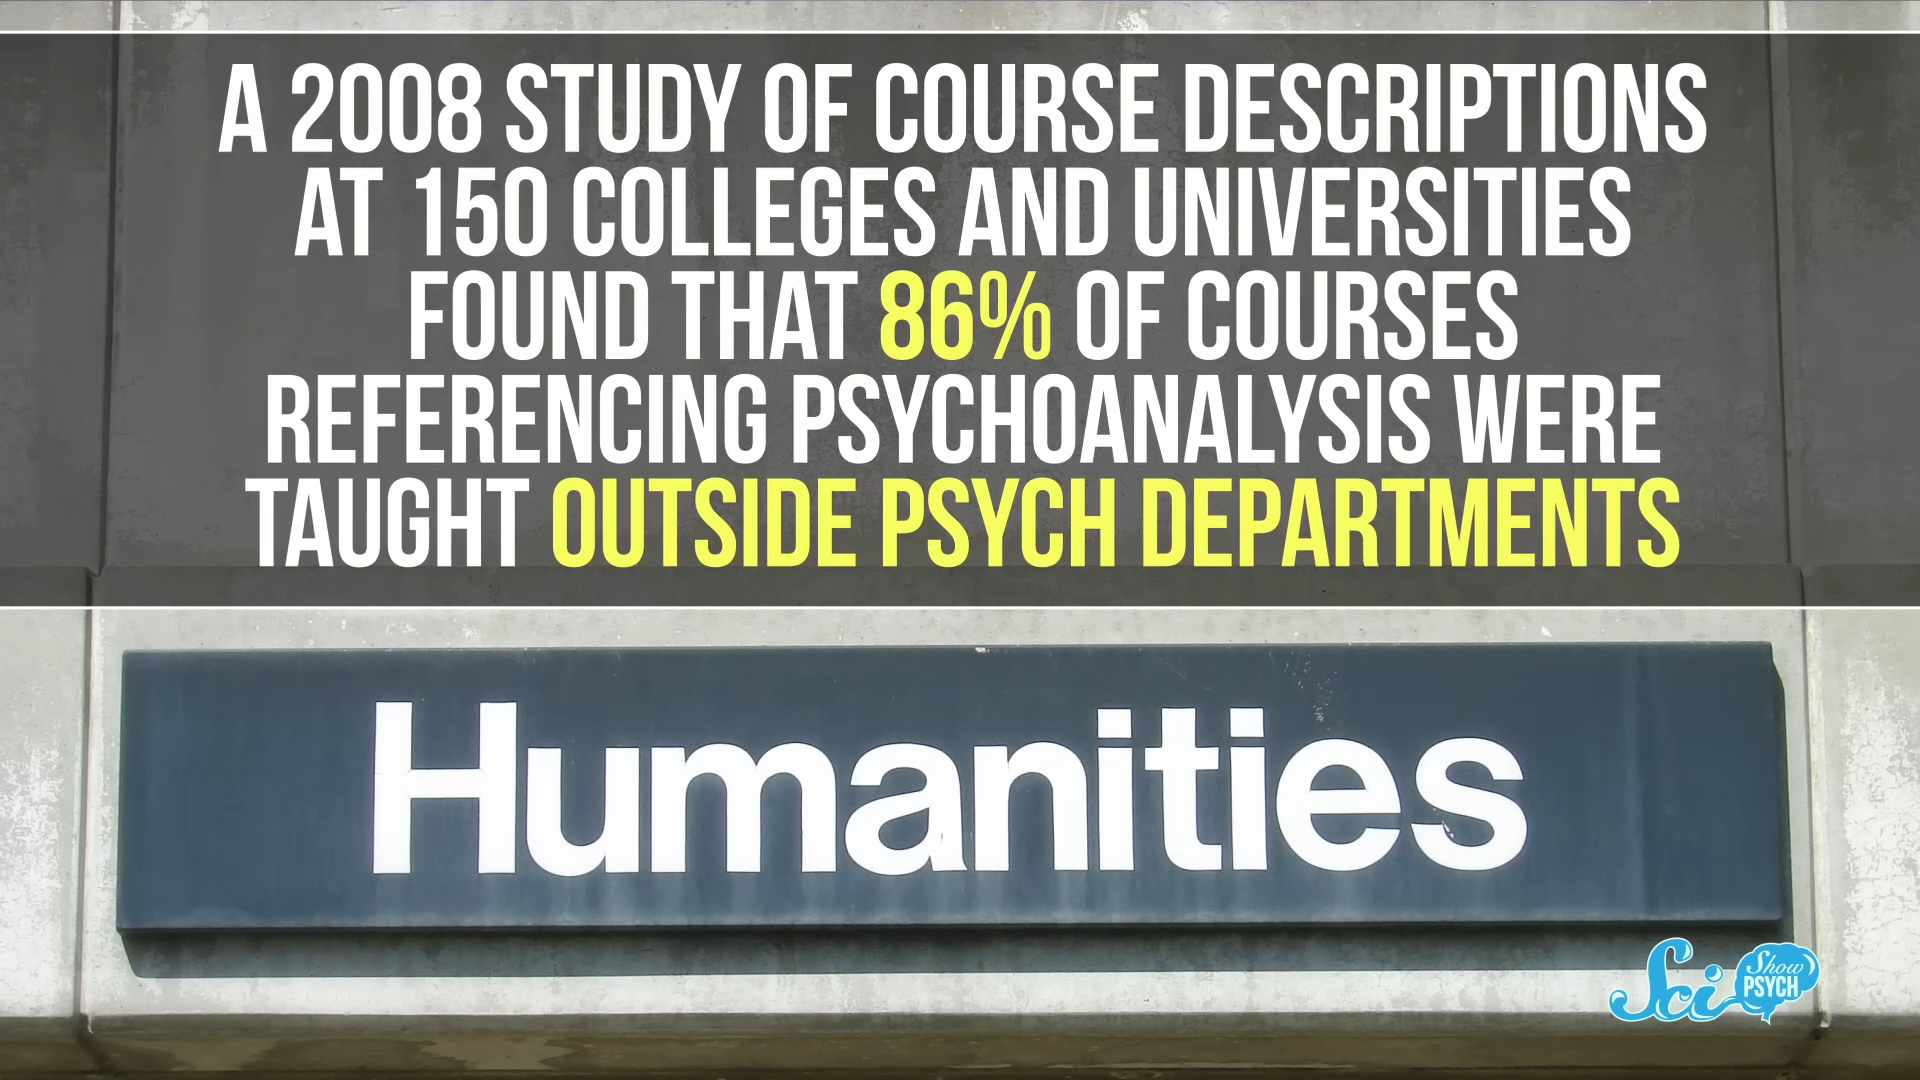 A 2008 STUDY OF COURSE DESCRIPTIONS
AT 150 COLLEGES AND UNIVERSITIES
FOUND THAT 86% OF COURSES
REFERENCING PSYCHOANALYSIS WERE
TAUGHT OUTSIDE PSYCH DEPARTMENTS
Humanities
Sci Show
PSYCH